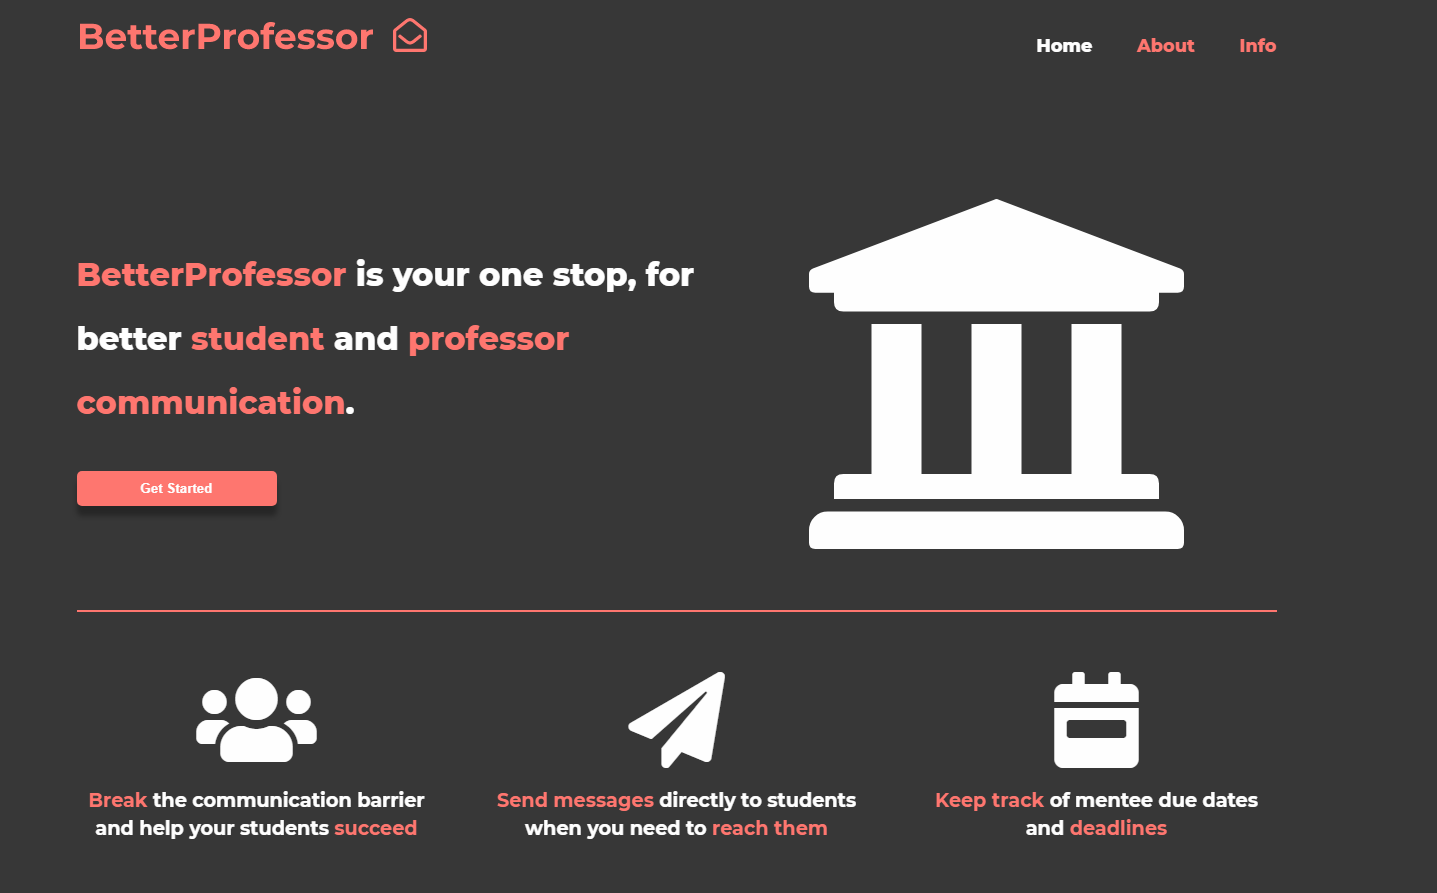 BetterProfessor
Home About Info
BetterProfessor is your one stop, for
better student and professor
communication.
Get Started
Break the communication barrier
and help your students succeed
Send messages directly to students
when you need to reach them
Keep track of mentee due dates
and deadlines